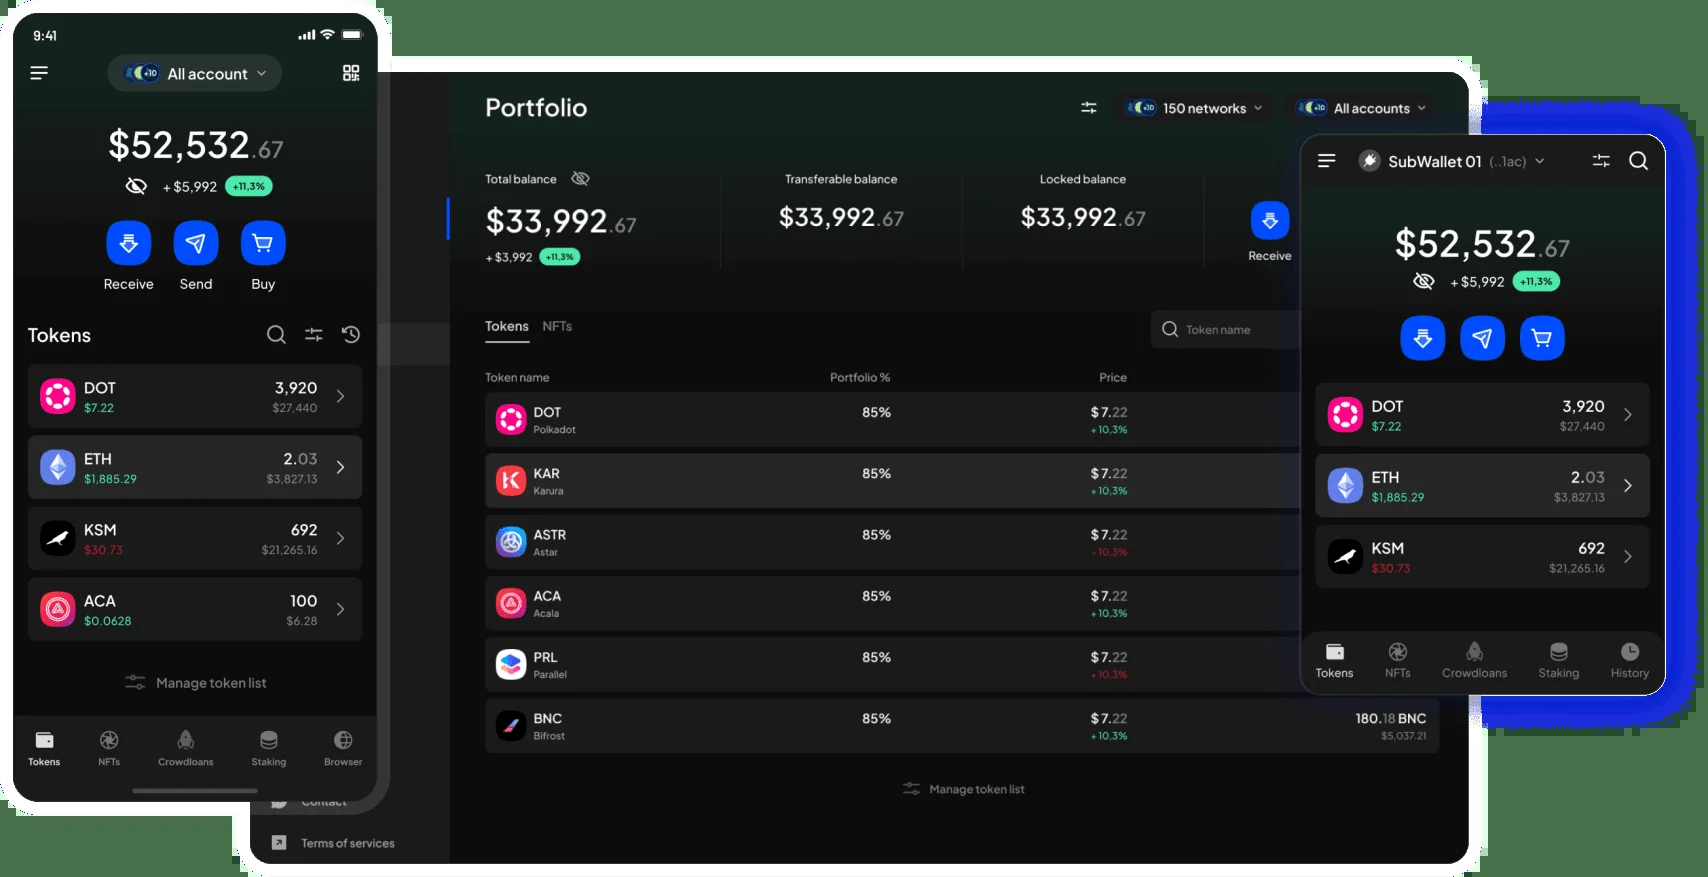 9:41
+10 All account
$52,532.67
+ $5,992 +11,3%
Receive Send Buy
Tokens
DOT 3,920
$7.22 $27,440
ETH 2.03
$1,885.29 $3,827.13
KSM 692
$30.73 $21,265.16
ACA 100
$0.0628 $6.28
Manage token list
Tokens NFTs Crowdloans Staking Browser
Contact
Terms of services
Portfolio
+10 150 networks +10 All accounts
Total balance Transferable balance Locked balance
$33,992.67 $33,992.67 $33,992.67
+ $3,992 +11,3%
Receive
Tokens NFTs
Token name
Token name Portfolio % Price
DOT 85% $7.22
Polkadot +10,3%
KAR 85% $7.22
Karura +10,3%
ASTR 85% $7.22
Astar -10,3%
ACA 85% $7.22
Acala +10,3%
PRL 85% $7.22
Parallel +10,3%
BNC 85% $7.22 180.18 BNC
Bifrost +10,3% $5,037.21
Manage token list
SubWallet 01 (..1ac)
$52,532.67
+ $5,992 +11,3%
DOT 3,920
$7.22 $27,440
ETH 2.03
$1,885.29 $3,827.13
KSM 692
$30.73 $21,265.16
Tokens NFTs Crowdloans Staking History